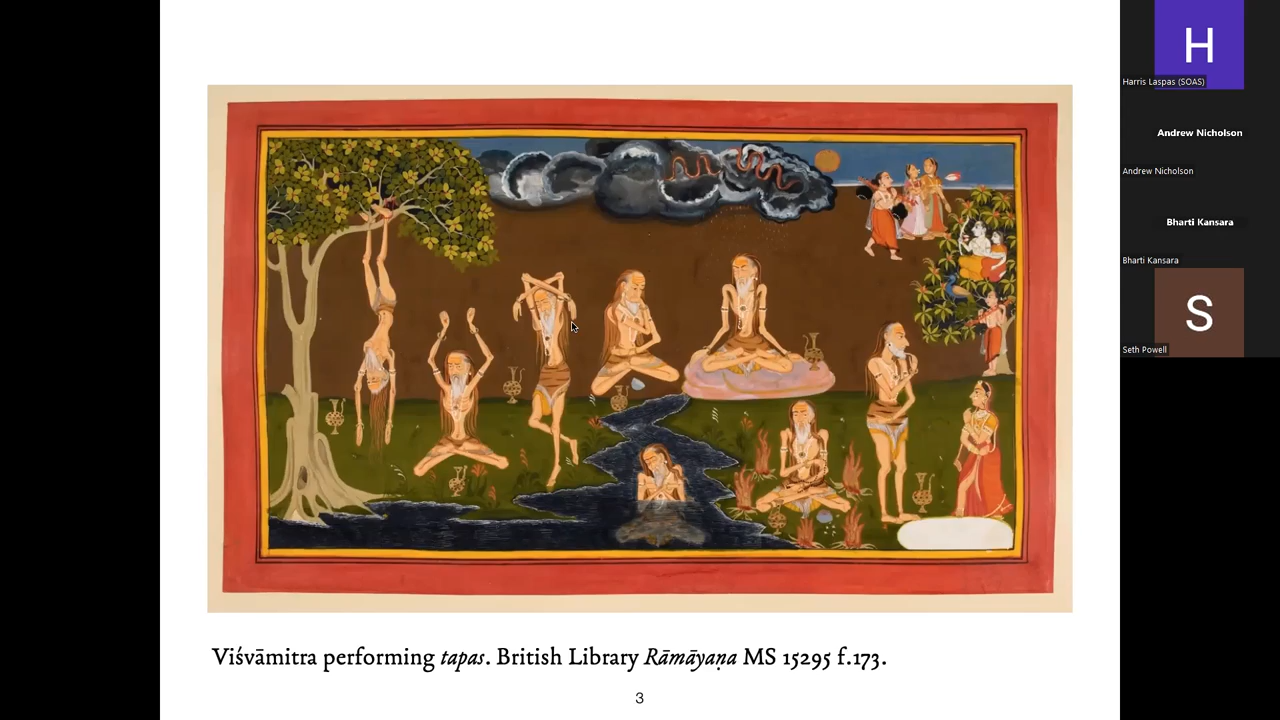 Viśvāmitra performing tapas. British Library Rāmāyaṇa MS 15295 f.173.
3
H
Harris Laspas (SOAS)
Andrew Nicholson
Andrew Nicholson
Bharti Kansara
Bharti Kansara
S
Seth Powell